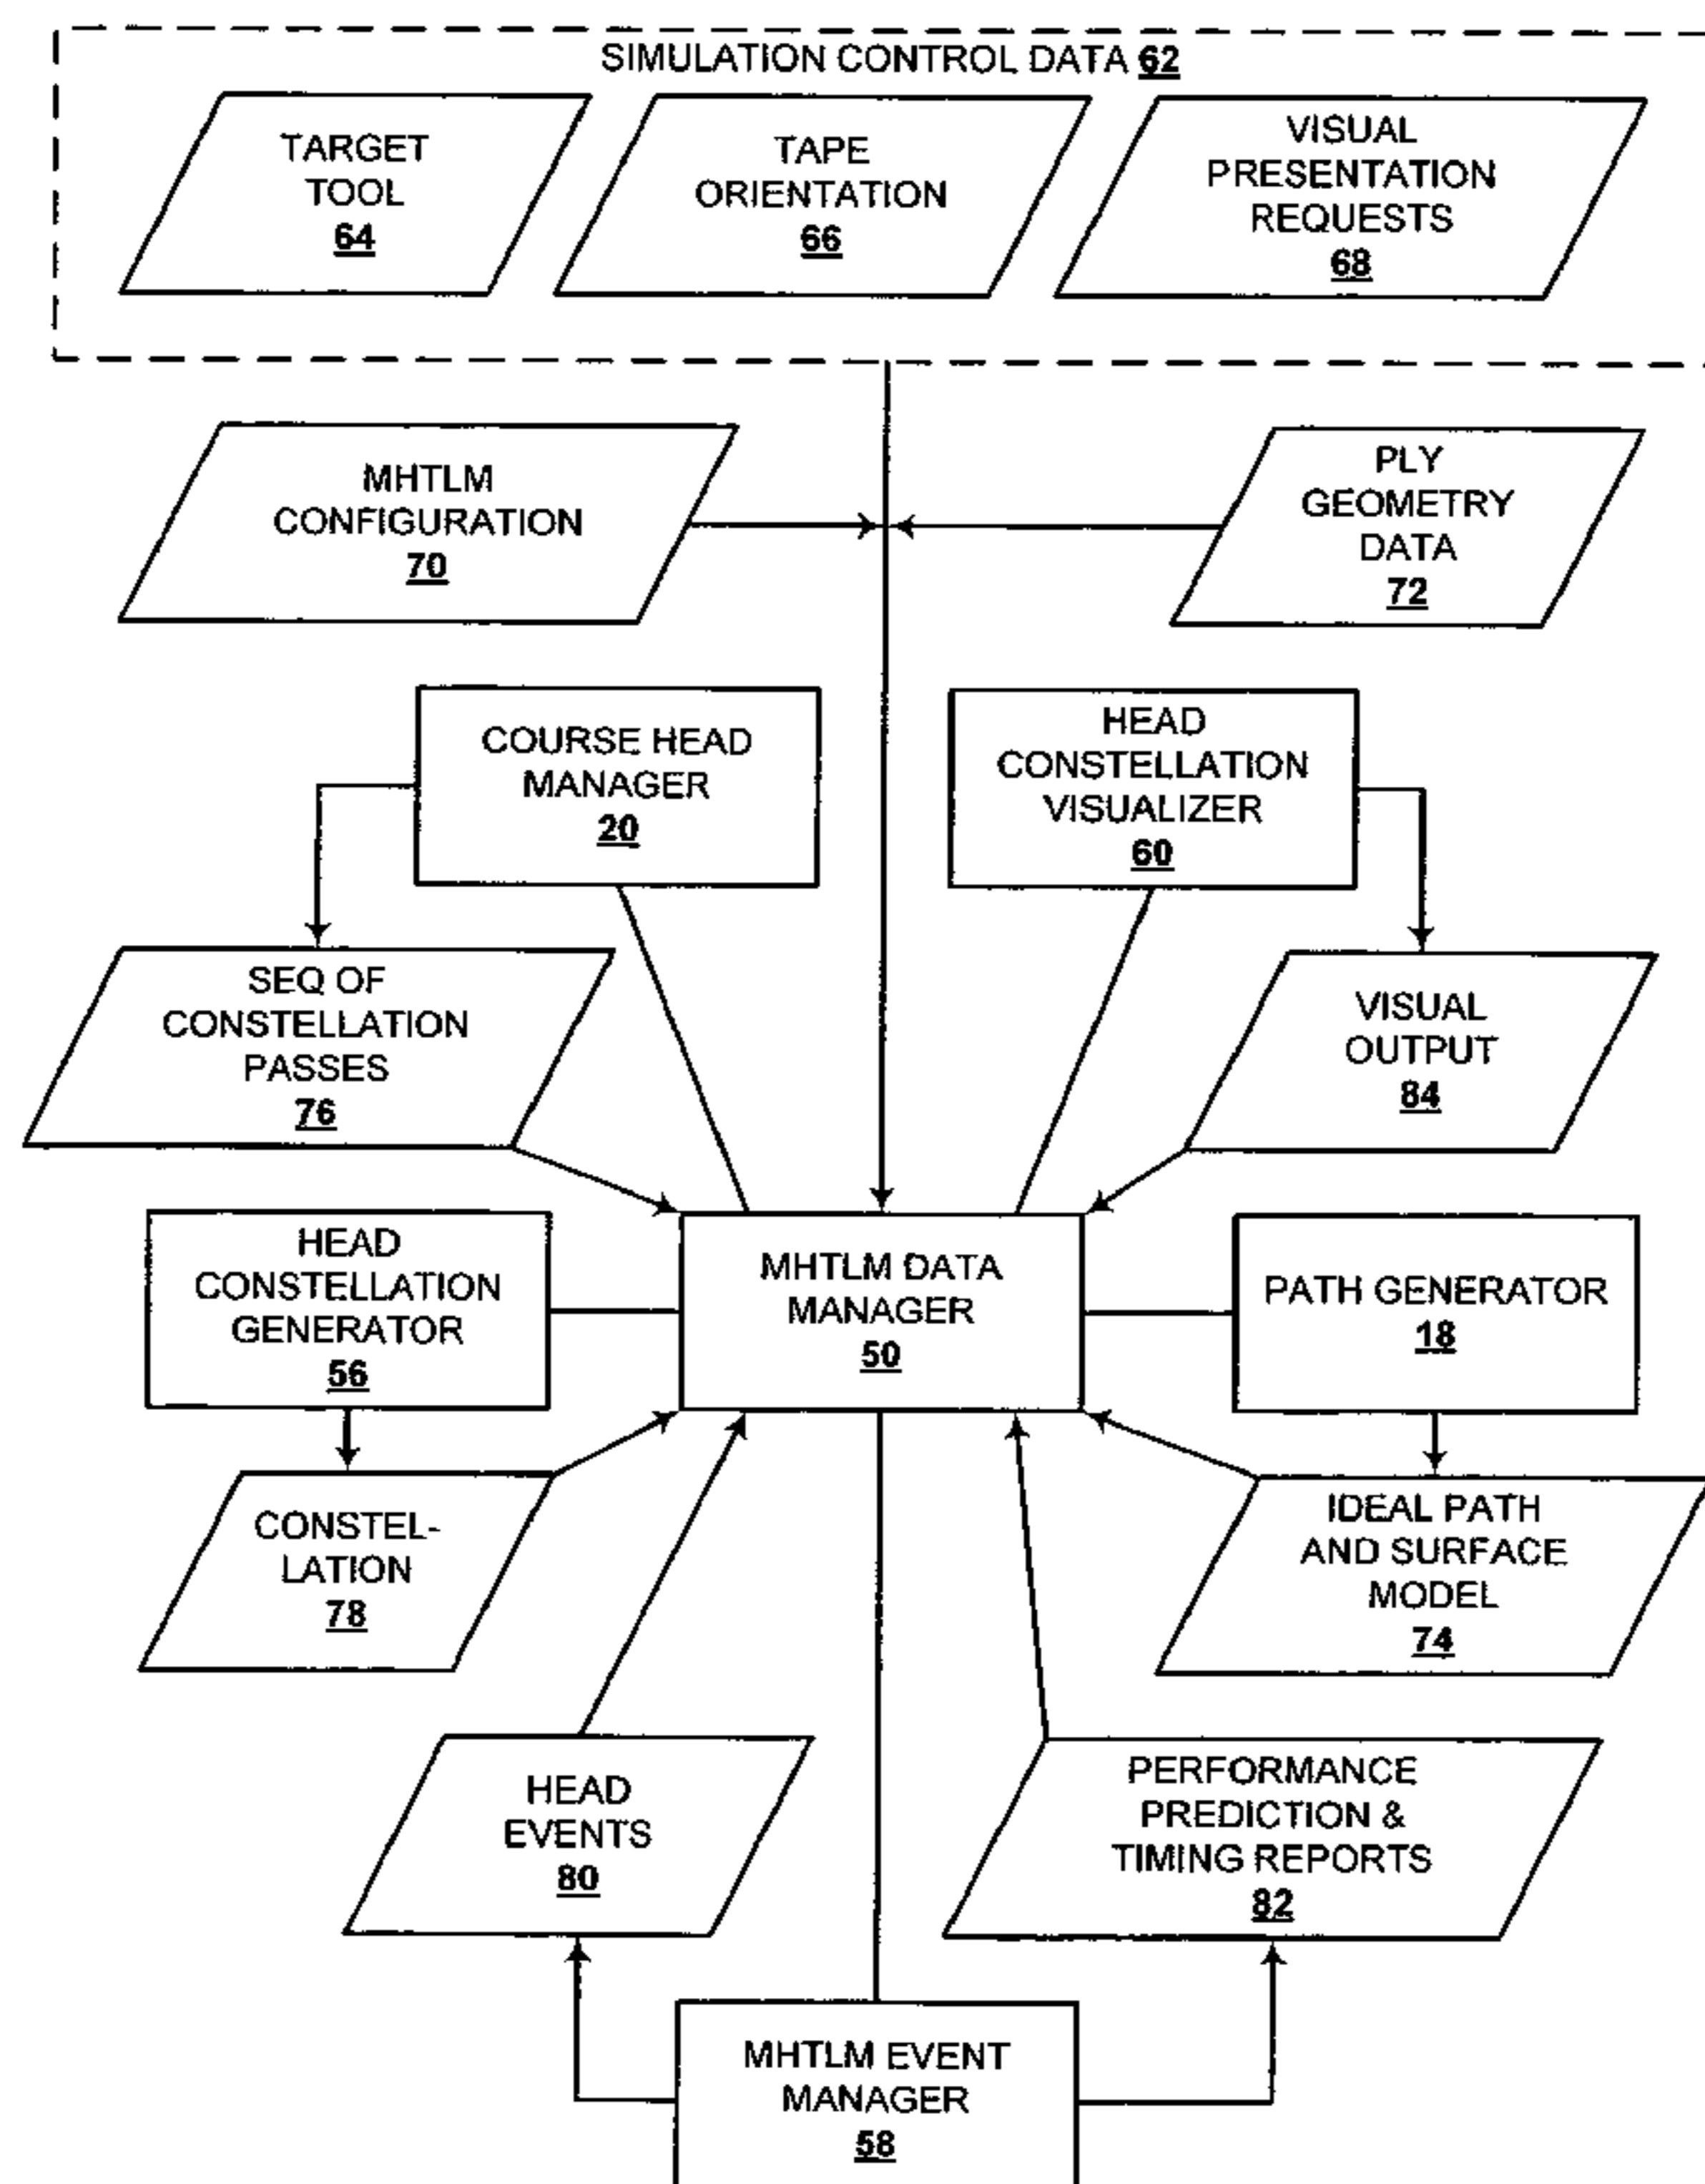 SIMULATION CONTROL DATA 62
TARGET
TOOL
64
TAPE
ORIENTATION
66
VISUAL
PRESENTATION
REQUESTS
68
MHTLM
CONFIGURATION
70
PLY
GEOMETRY
DATA
72
COURSE HEAD
MANAGER
20
HEAD
CONSTELLATION
VISUALIZER
60
SEQ OF
CONSTELLATION
PASSES
76
VISUAL
OUTPUT
84
HEAD
CONSTELLATION
GENERATOR
56
MHTLM DATA
MANAGER
50
PATH GENERATOR
18
CONSTEL-
LATION
78
IDEAL PATH
AND SURFACE
MODEL
74
HEAD
EVENTS
80
PERFORMANCE
PREDICTION &
TIMING REPORTS
82
MHTLM EVENT
MANAGER
58